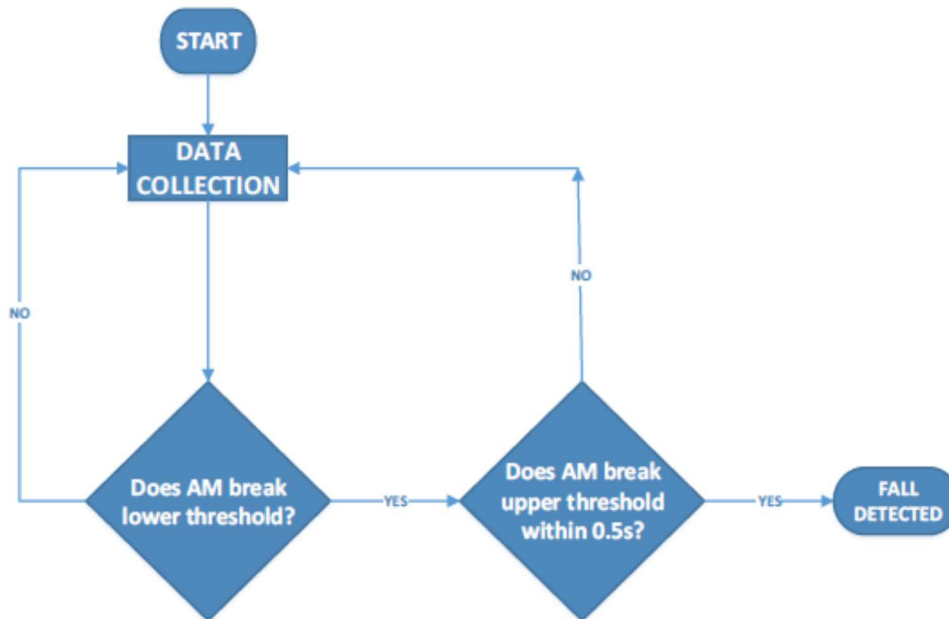 START
DATA
COLLECTION
NO
NO
Does AM break
lower threshold?
YES
Does AM break
upper threshold
within 0.5s?
YES
FALL
DETECTED